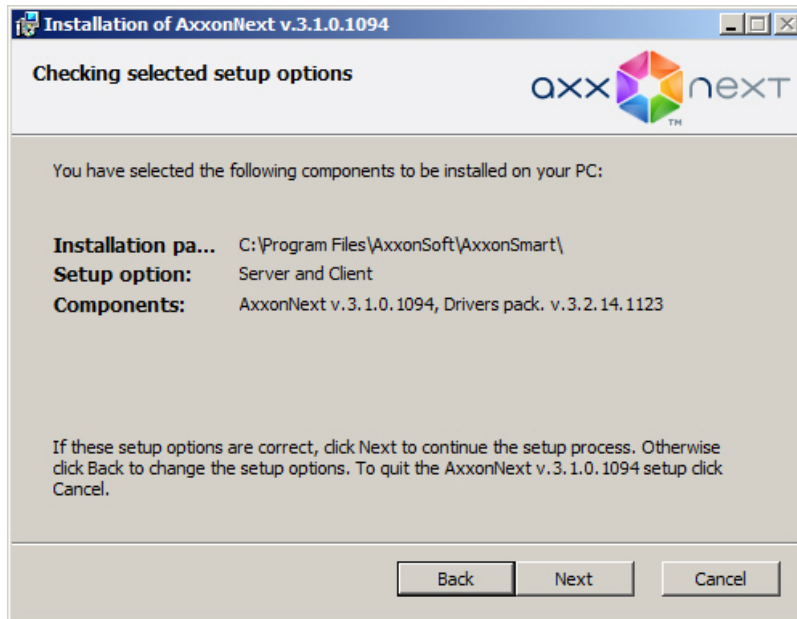 Installation of AxxonNext v.3.1.0.1094
Checking selected setup options
axx next
TM
You have selected the following components to be installed on your PC:
Installation pa... C:\Program Files\AxxonSoft\AxxonSmart\
Setup option: Server and Client
Components: AxxonNext v.3.1.0.1094, Drivers pack. v.3.2.14.1123
If these setup options are correct, click Next to continue the setup process. Otherwise
click Back to change the setup options. To quit the AxxonNext v.3.1.0.1094 setup click
Cancel.
Back Next Cancel